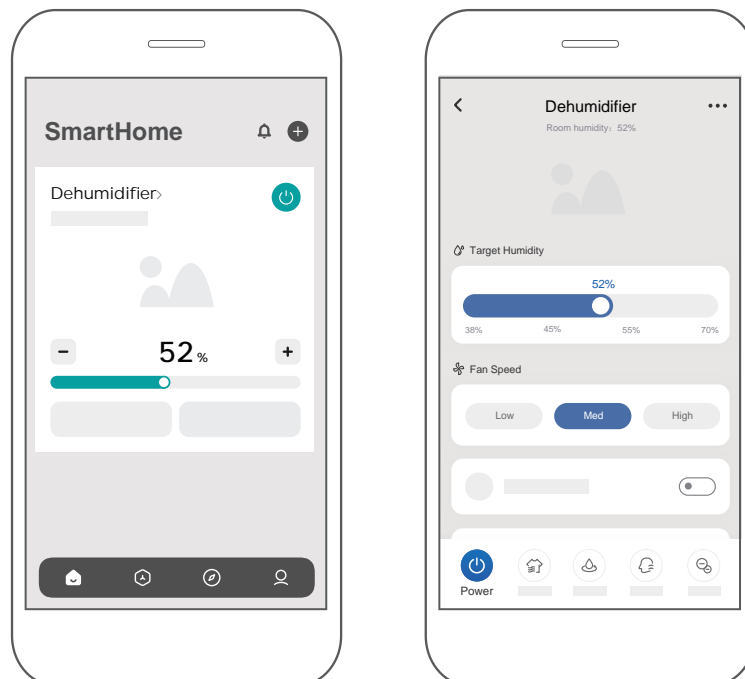 SmartHome
Dehumidifier›
52 %
Dehumidifier
Room humidity: 52%
Target Humidity
52%
38% 45% 55% 70%
Fan Speed
Low Med High
Power